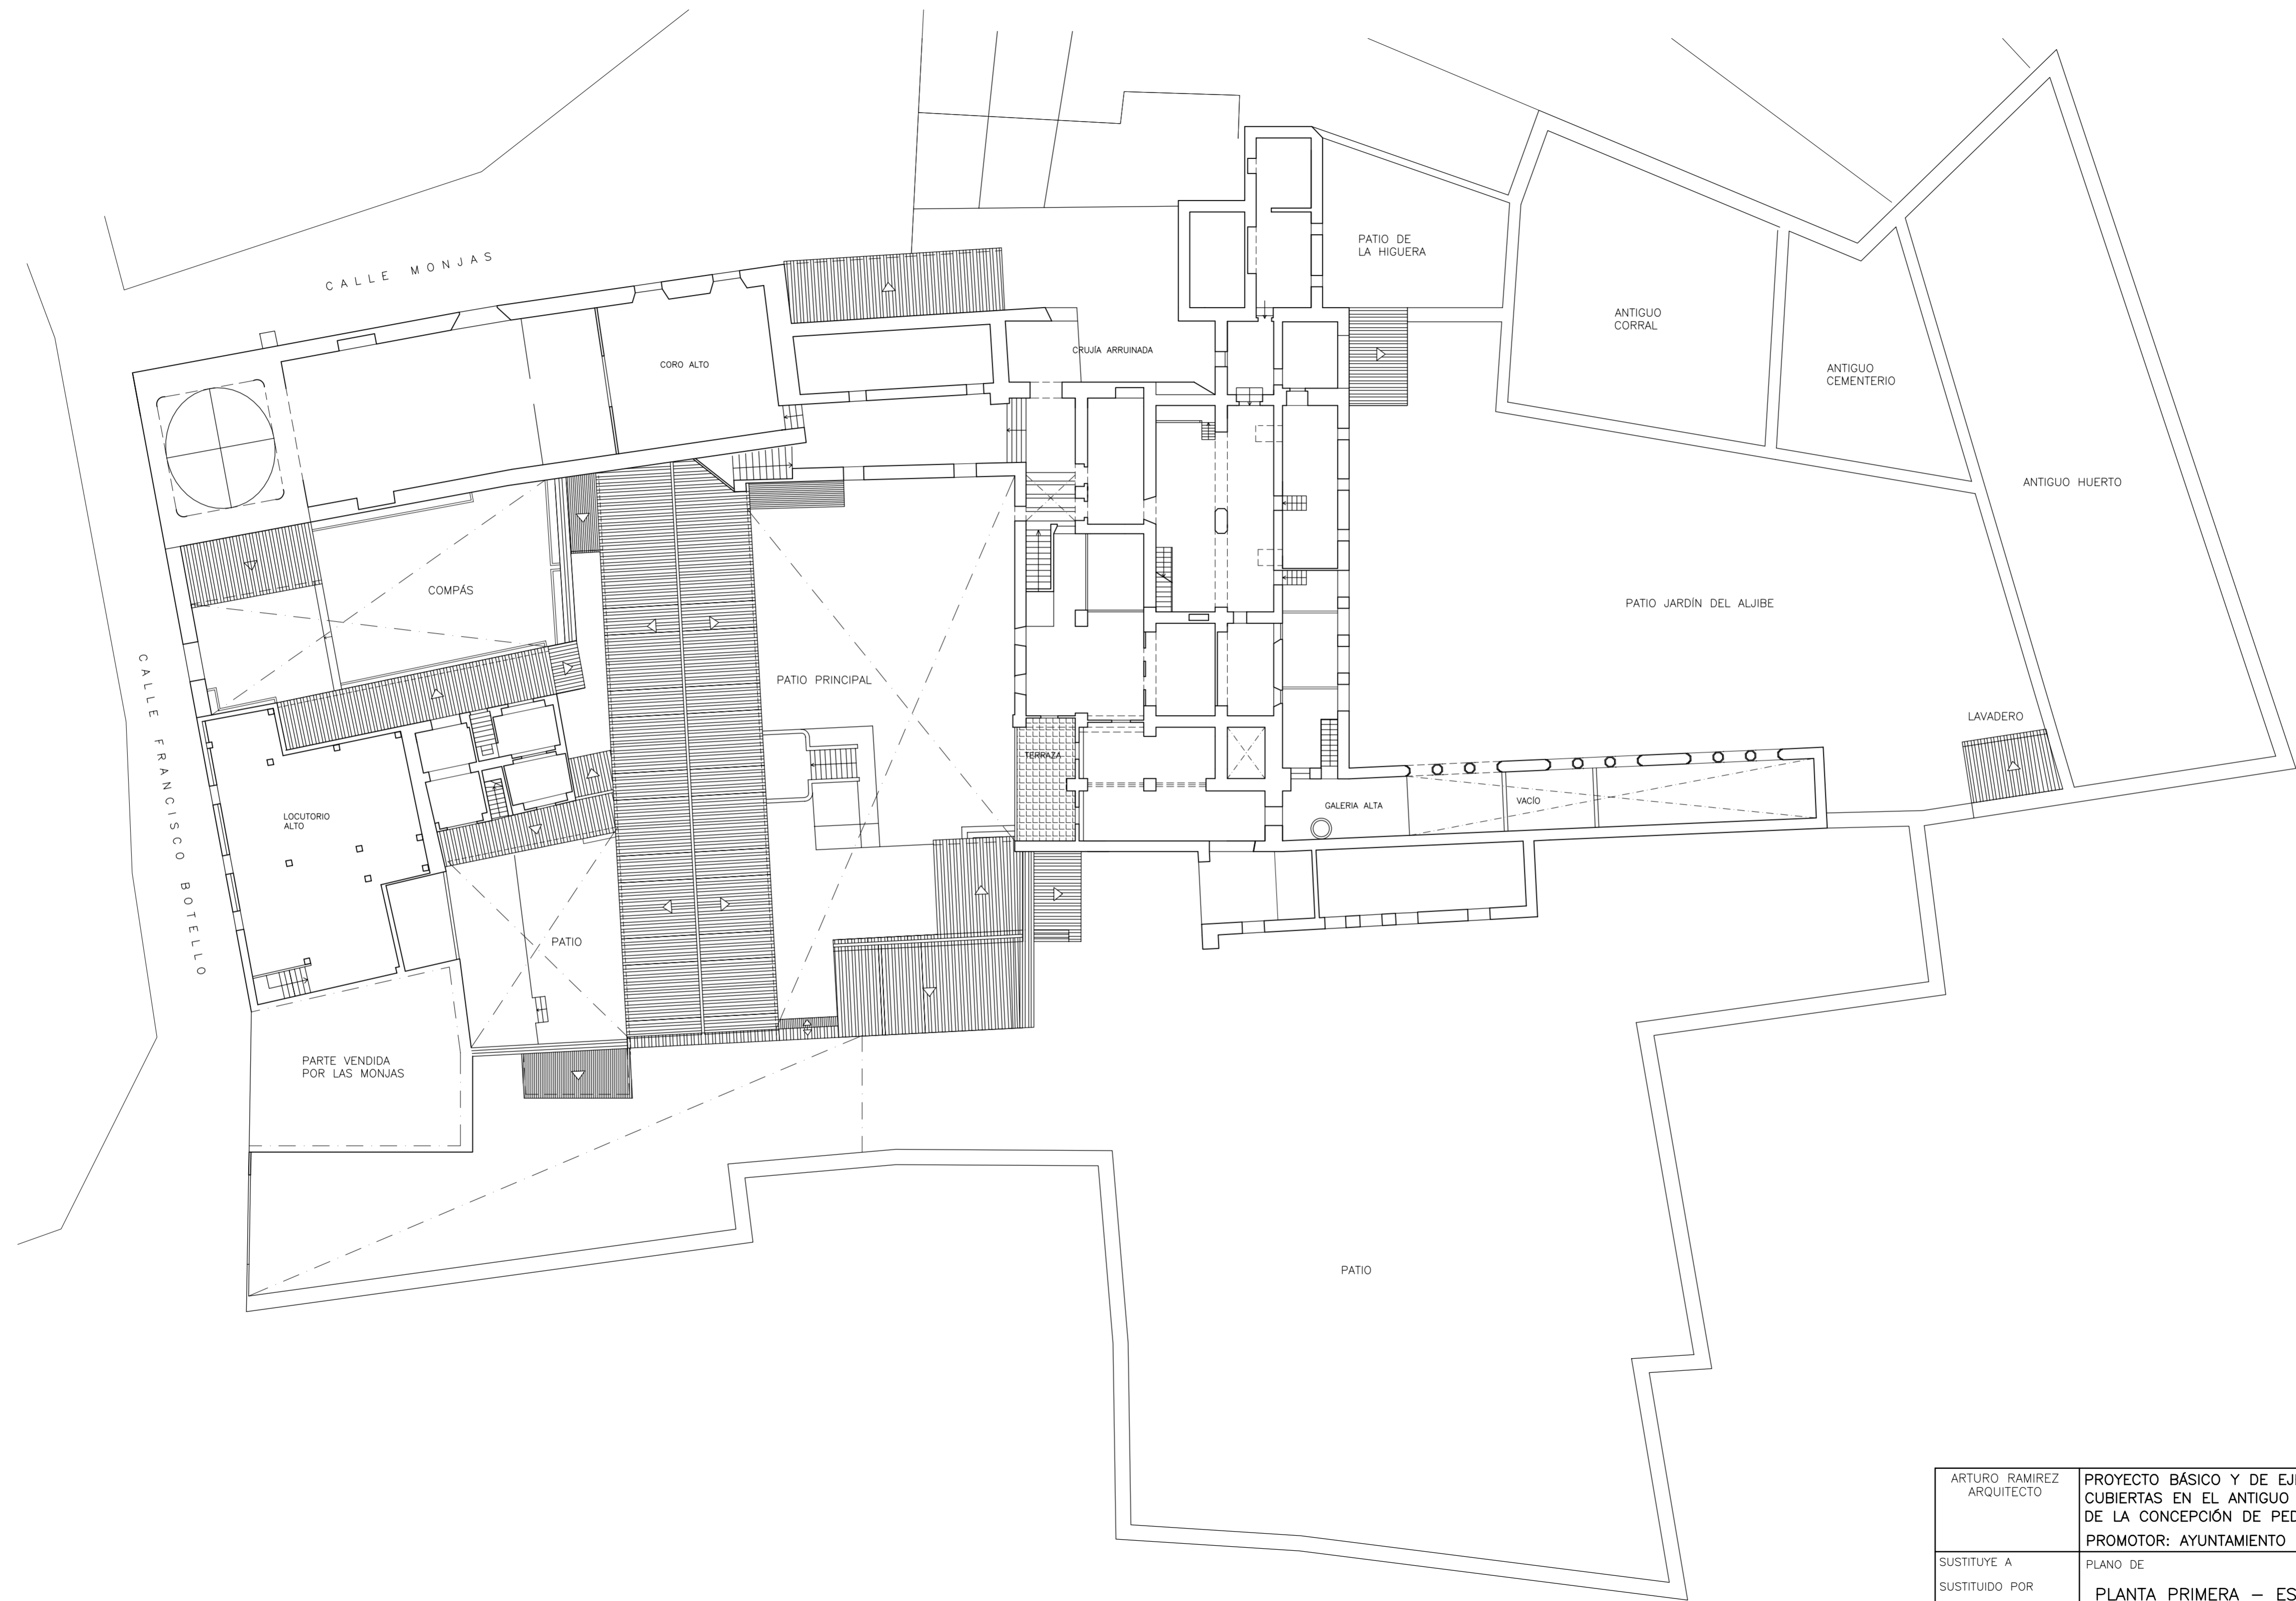 CALLE MONJAS
PATIO DE
LA HIGUERA
ANTIGUO
CORRAL
CRUJÍA ARRUINADA
CORO ALTO
ANTIGUO
CEMENTERIO
ANTIGUO HUERTO
COMPÁS
PATIO JARDÍN DEL ALJIBE
CALLE FRANCISCO BOTELLO
PATIO PRINCIPAL
LAVADERO
TERRAZA
GALERIA ALTA
VACÍO
LOCUTORIO
ALTO
PATIO
PARTE VENDIDA
POR LAS MONJAS
PATIO
ARTURO RAMIREZ
ARQUITECTO
PROYECTO BÁSICO Y DE
CUBIERTAS EN EL ANTIGUO
DE LA CONCEPCIÓN DE
PROMOTOR: AYUNTAMIENTO
SUSTITUYE A
SUSTITUIDO POR
PLANO DE
PLANTA PRIMERA –